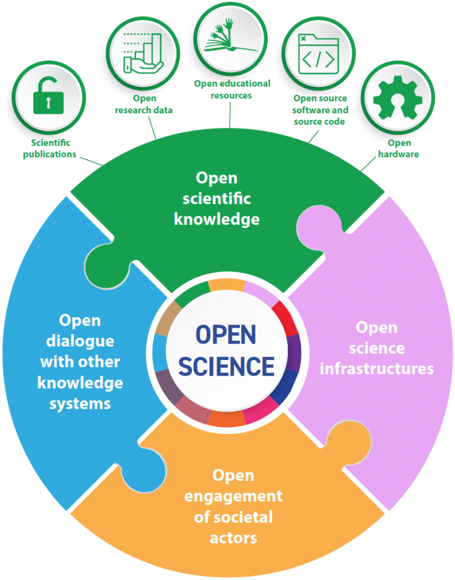 Scientific
publications
Open
research data
Open educational
resources
Open source
software and
source code
Open
hardware
Open
scientific
knowledge
Open
dialogue
with other
knowledge
systems
OPEN
SCIENCE
Open
science
infrastructures
Open
engagement
of societal
actors